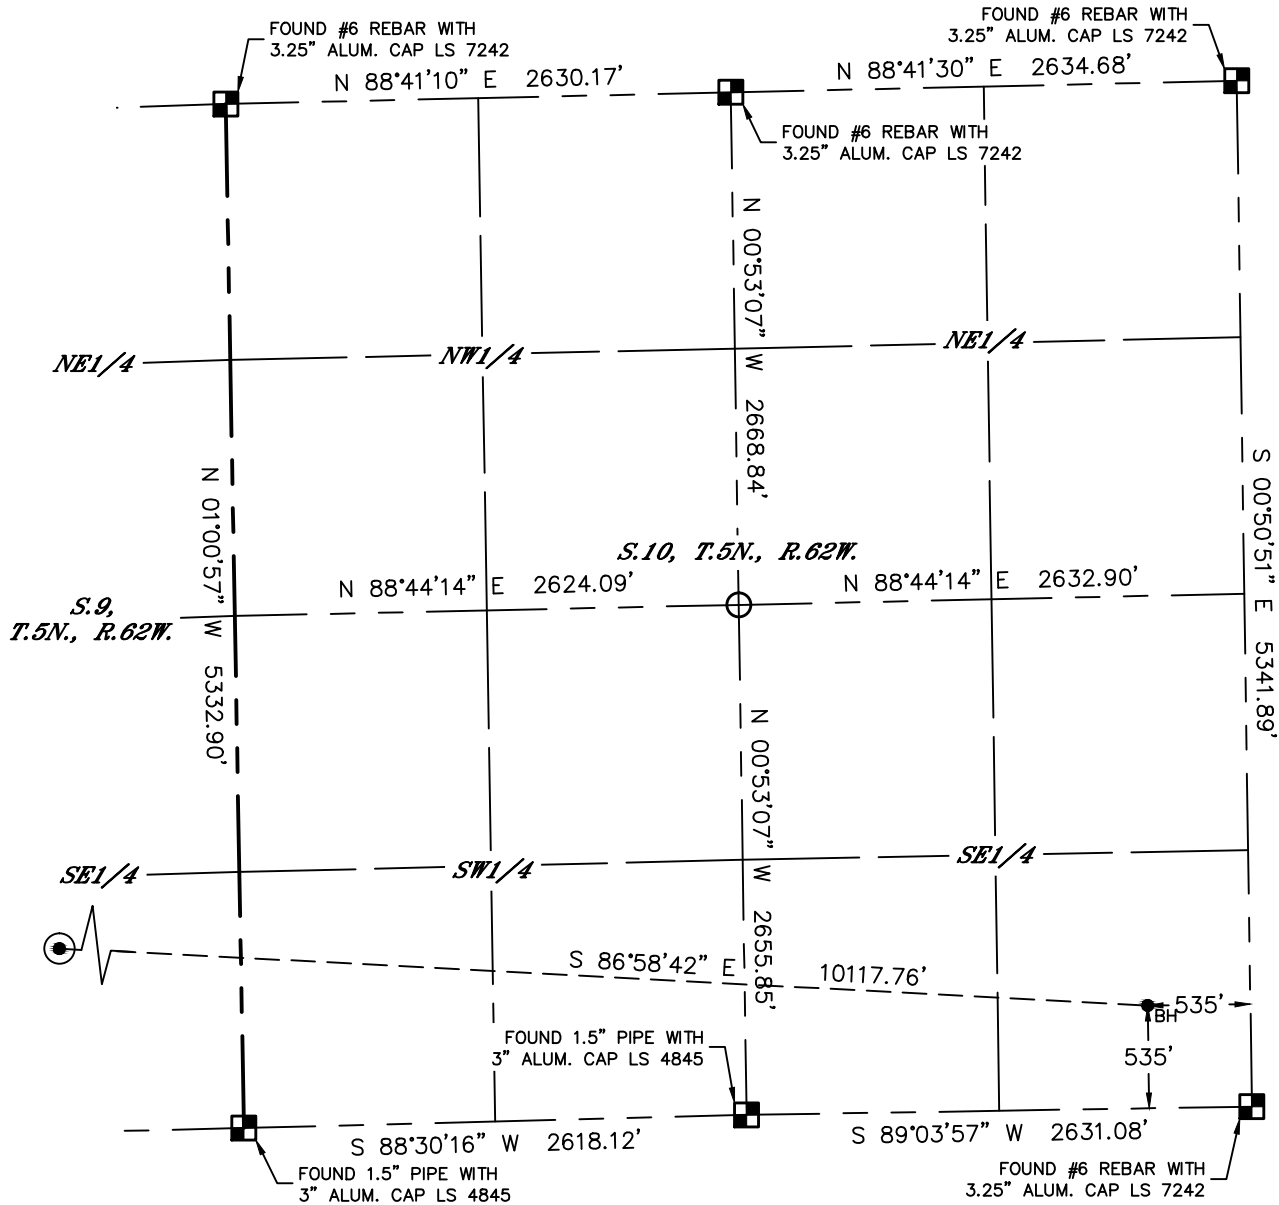 FOUND #6 REBAR WITH
3.25" ALUM. CAP LS 7242
FOUND #6 REBAR WITH
3.25" ALUM. CAP LS 7242
N 88°41'10" E 2630.17'
N 88°41'30" E 2634.68'
FOUND #6 REBAR WITH
3.25" ALUM. CAP LS 7242
N 00°53'07" W 2668.84'
NE1/4
NW1/4
NE1/4
N 01°00'57" W 5332.90'
S 00°50'51" E 5341.89'
S.10, T.5N., R.62W.
N 88°44'14" E 2624.09'
N 88°44'14" E 2632.90'
S.9,
T.5N., R.62W.
N 00°53'07" W 2655.85'
SE1/4
SW1/4
SE1/4
S 86°58'42" E 10117.76'
BH
535'
535'
FOUND 1.5" PIPE WITH
3" ALUM. CAP LS 4845
S 88°30'16" W 2618.12'
S 89°03'57" W 2631.08'
FOUND 1.5" PIPE WITH
3" ALUM. CAP LS 4845
FOUND #6 REBAR WITH
3.25" ALUM. CAP LS 7242